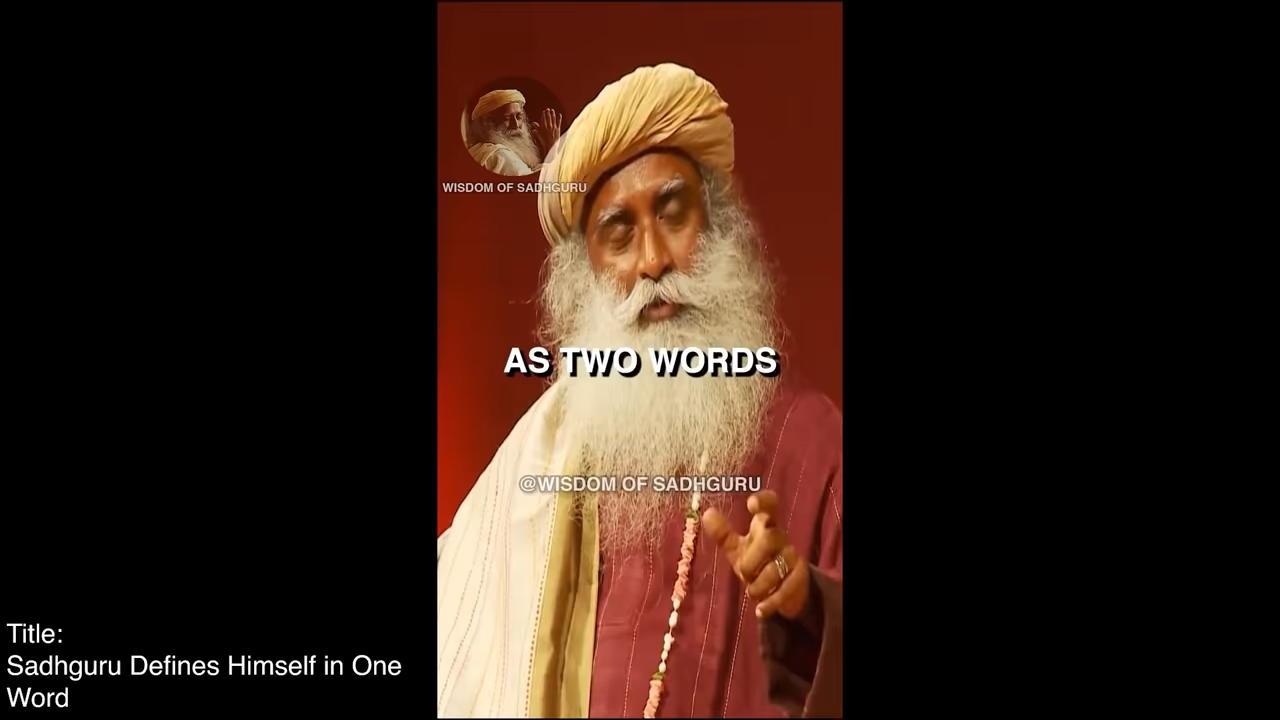 WISDOM OF SADHGURU
AS TWO WORDS
@WISDOM OF SADHGURU
Title:
Sadhguru Defines Himself in One
Word